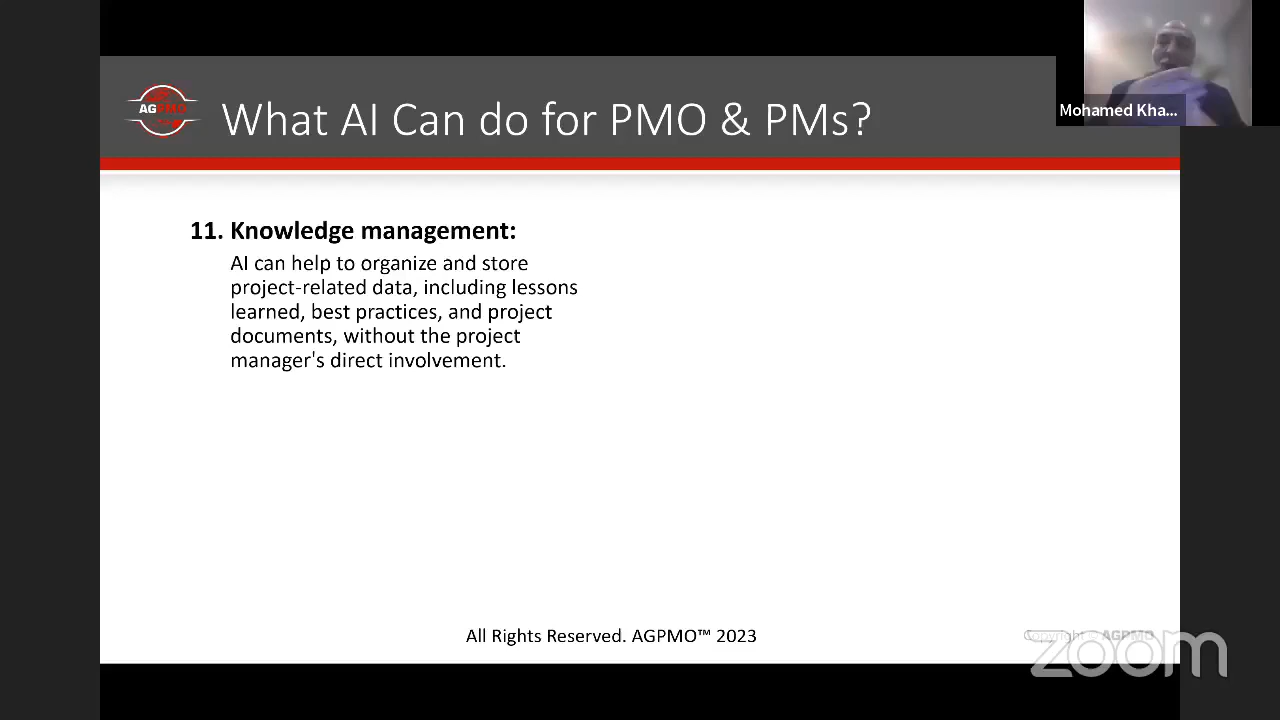 AGPMO
What AI Can do for PMO & PMs?
Mohamed Kha...
11. Knowledge management:
AI can help to organize and store
project-related data, including lessons
learned, best practices, and project
documents, without the project
manager's direct involvement.
All Rights Reserved. AGPMO™ 2023
Copyright © AGPMO
zoom